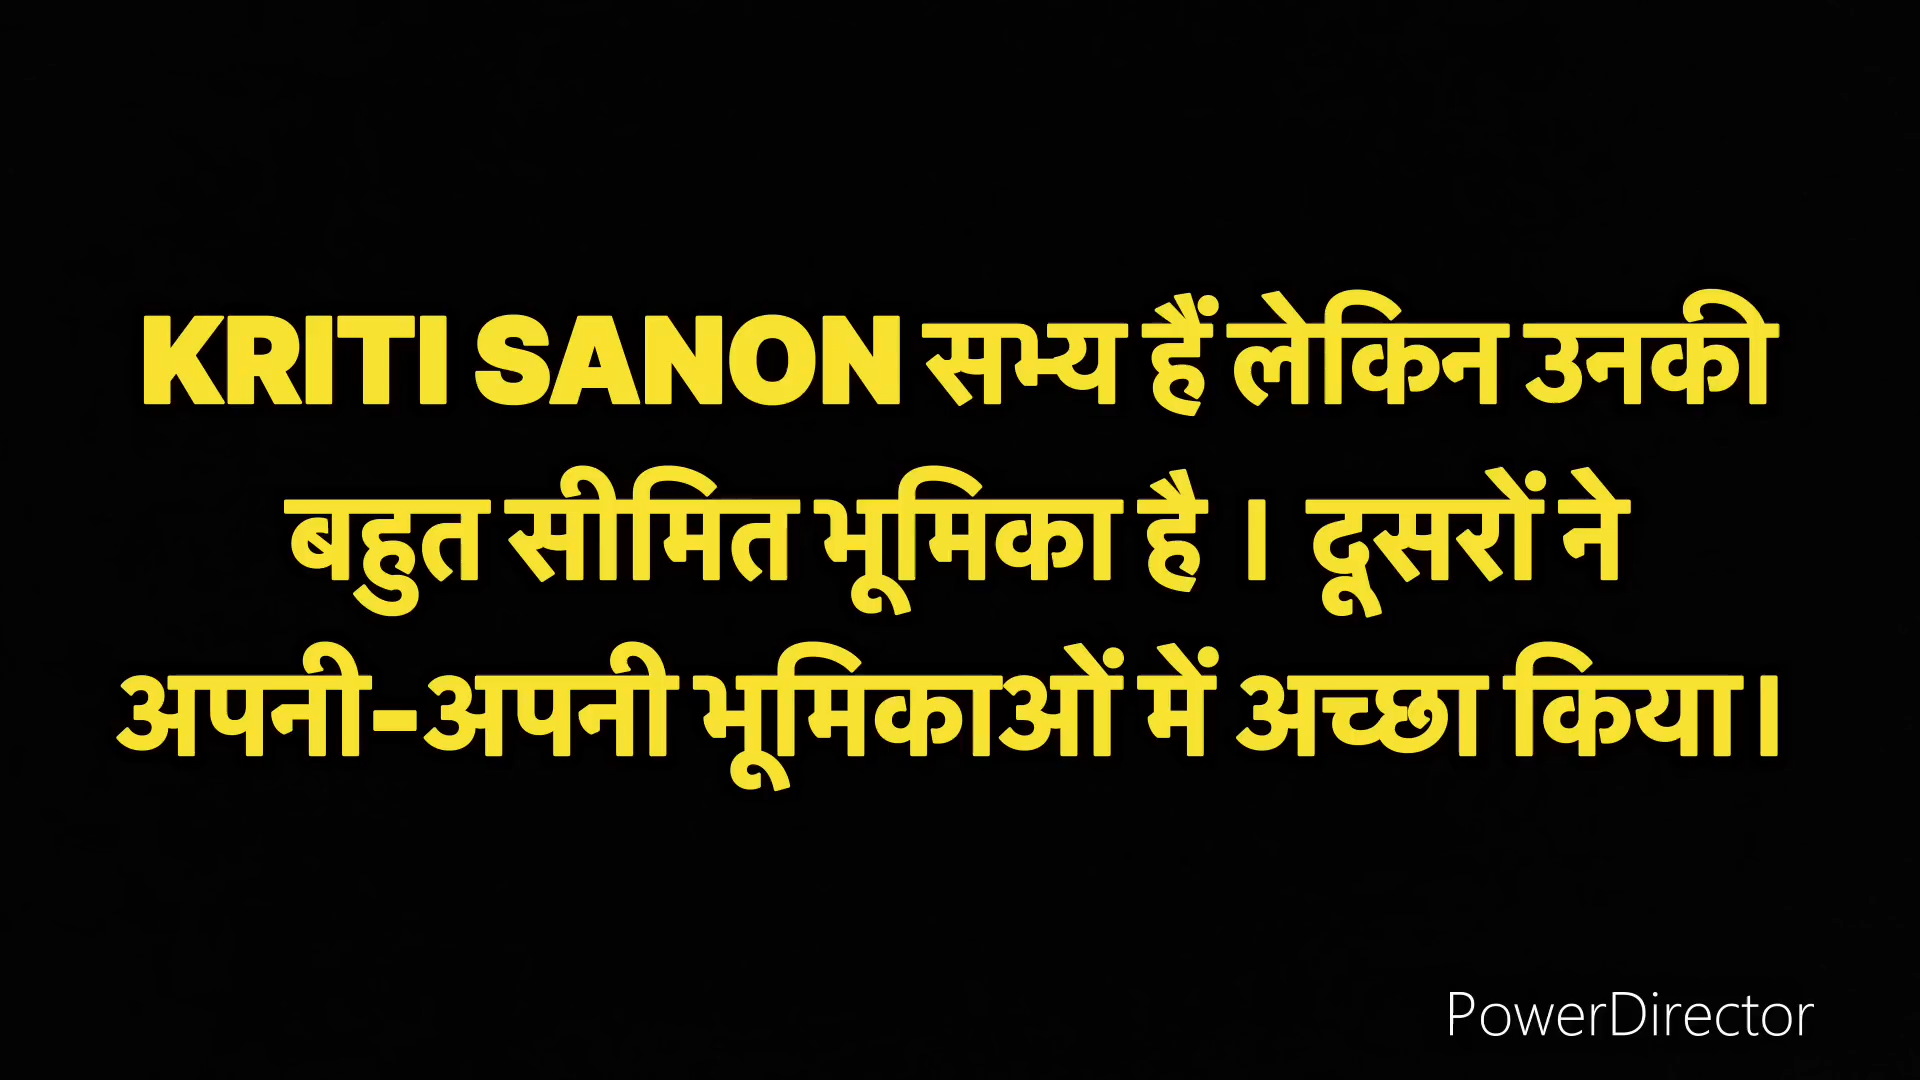 KRITI SANON सभ्य हैं लेकिन उनकी
बहुत सीमित भूमिका है । दूसरों ने
अपनी-अपनी भूमिकाओं में अच्छा किया।
PowerDirector